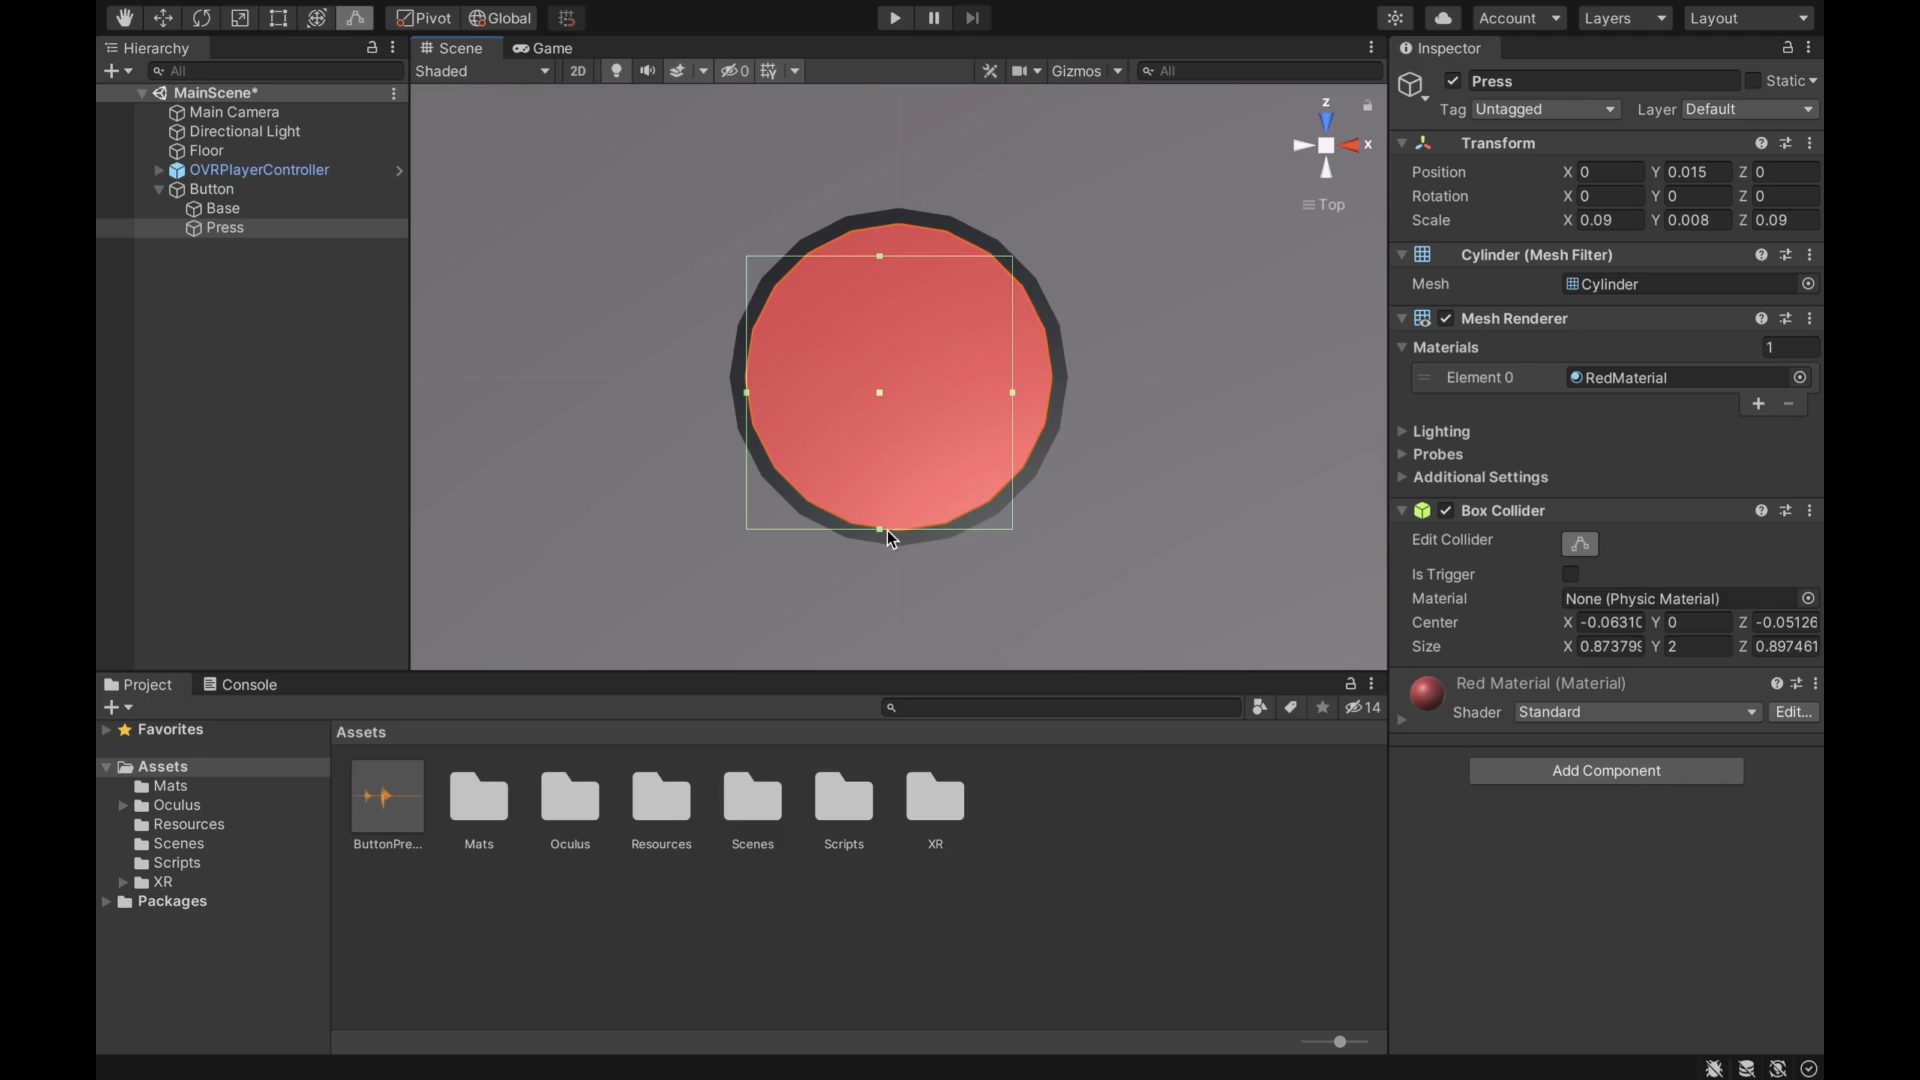 Pivot Global Account Layers Layout
Hierarchy Scene Game Inspector
All Shaded 2D 0 Gizmos All Press Static
MainScene*
Main Camera
Directional Light
Floor
OVRPlayerController
Button
Base
Press
z
x
Top
Tag Untagged Layer Default
Transform
Position X 0 Y 0.015 Z 0
Rotation X 0 Y 0 Z 0
Scale X 0.09 Y 0.008 Z 0.09
Cylinder (Mesh Filter)
Mesh Cylinder
Mesh Renderer
Materials 1
Element 0 RedMaterial
Lighting
Probes
Additional Settings
Box Collider
Edit Collider
Is Trigger
Material None (Physic Material)
Center X -0.0631 Y 0 Z -0.05126
Size X 0.873799 Y 2 Z 0.897461
Red Material (Material)
Shader Standard Edit...
Add Component
Project Console
14
Favorites
Assets
Mats
Oculus
Resources
Scenes
Scripts
XR
Packages
Assets
ButtonPre... Mats Oculus Resources Scenes Scripts XR